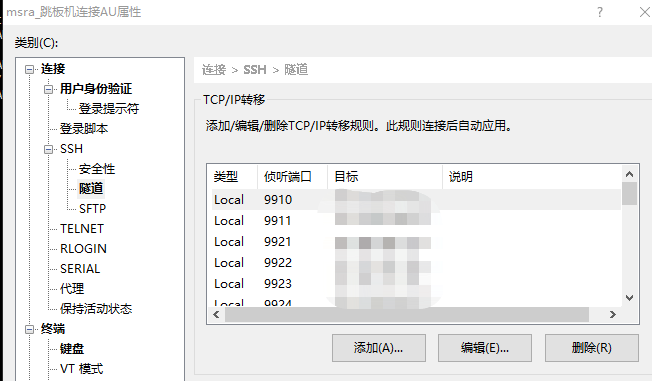 msra_跳板机连接AU属性
类别(C):
连接
用户身份验证
登录提示符
登录脚本
SSH
安全性
隧道
SFTP
TELNET
RLOGIN
SERIAL
代理
保持活动状态
终端
键盘
VT 模式
连接 > SSH > 隧道
TCP/IP转移
添加/编辑/删除TCP/IP转移规则。此规则连接后自动应用。
类型 侦听端口 目标 说明
Local 9910
Local 9911
Local 9921
Local 9922
Local 9923
Local 9924
添加(A)... 编辑(E)... 删除(R)